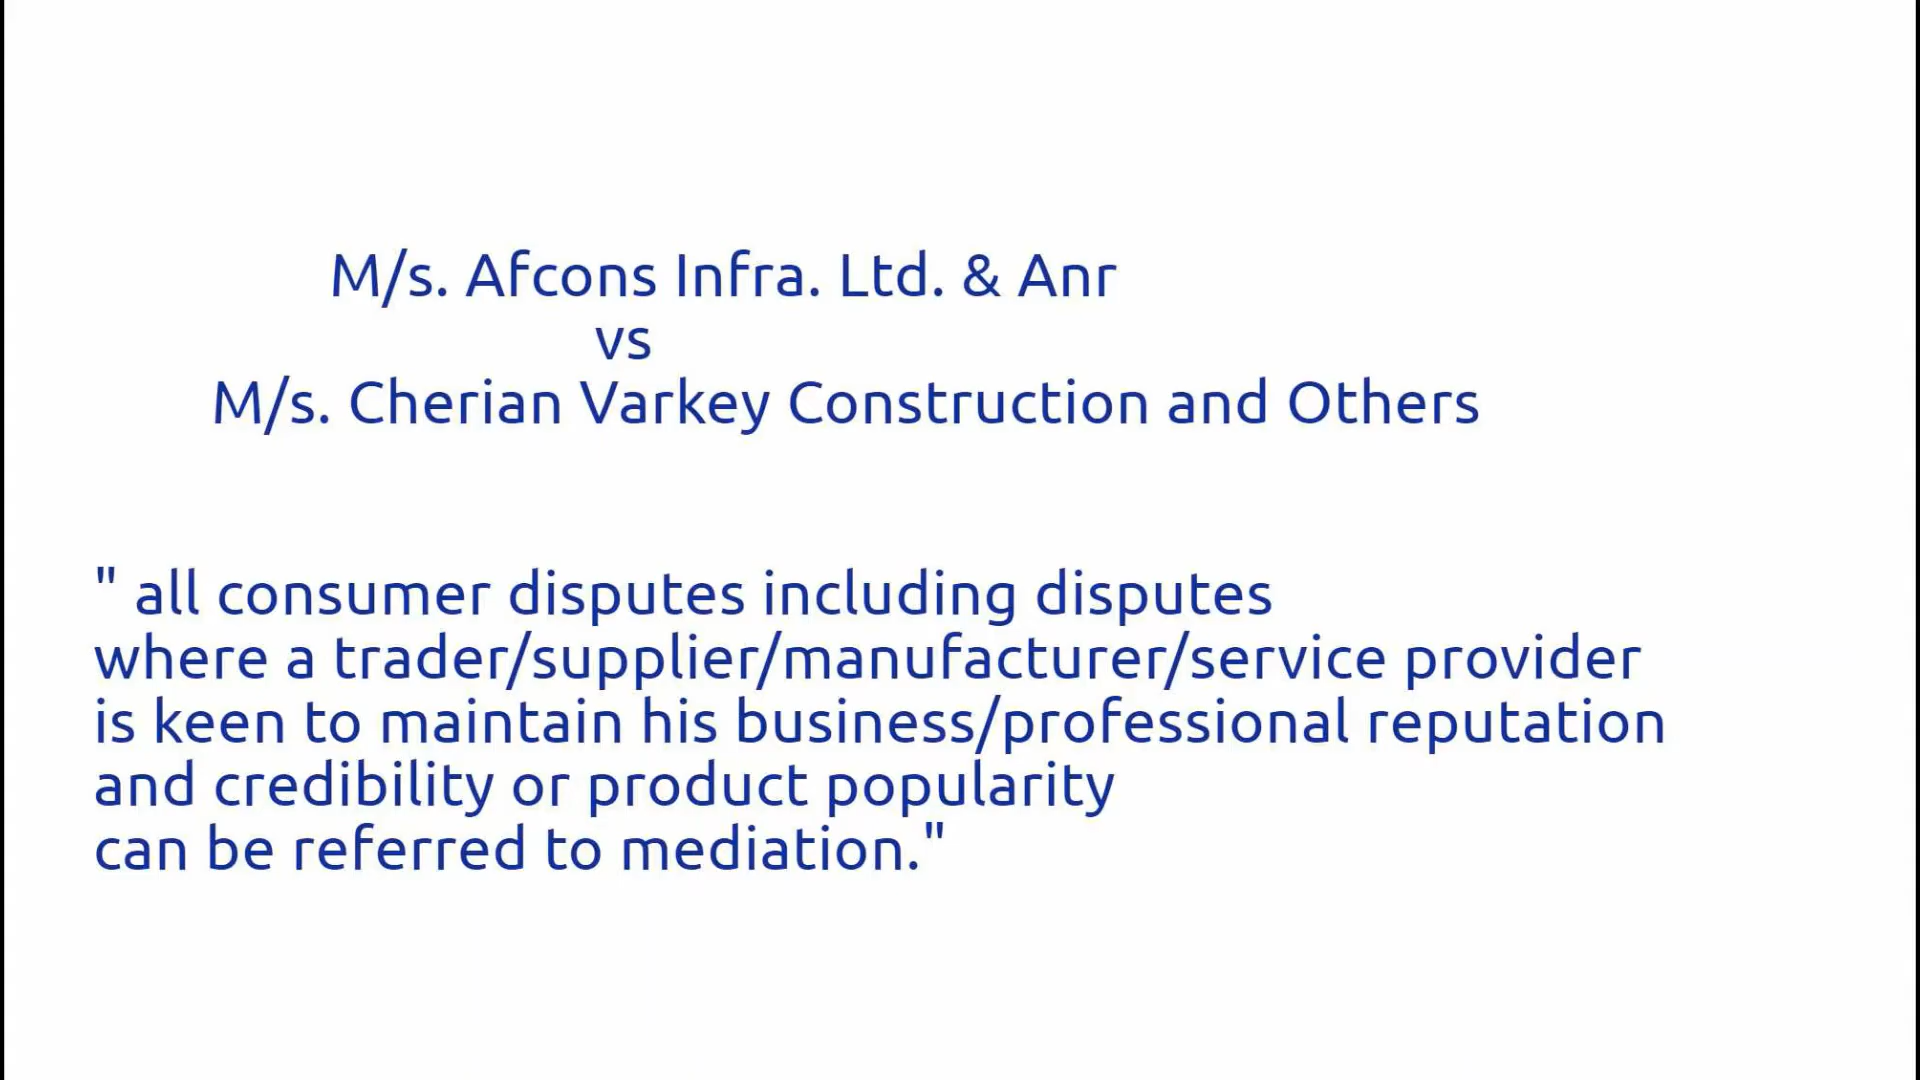 M/s. Afcons Infra. Ltd. & Anr
vs
M/s. Cherian Varkey Construction and Others
" all consumer disputes including disputes
where a trader/supplier/manufacturer/service provider
is keen to maintain his business/professional reputation
and credibility or product popularity
can be referred to mediation."